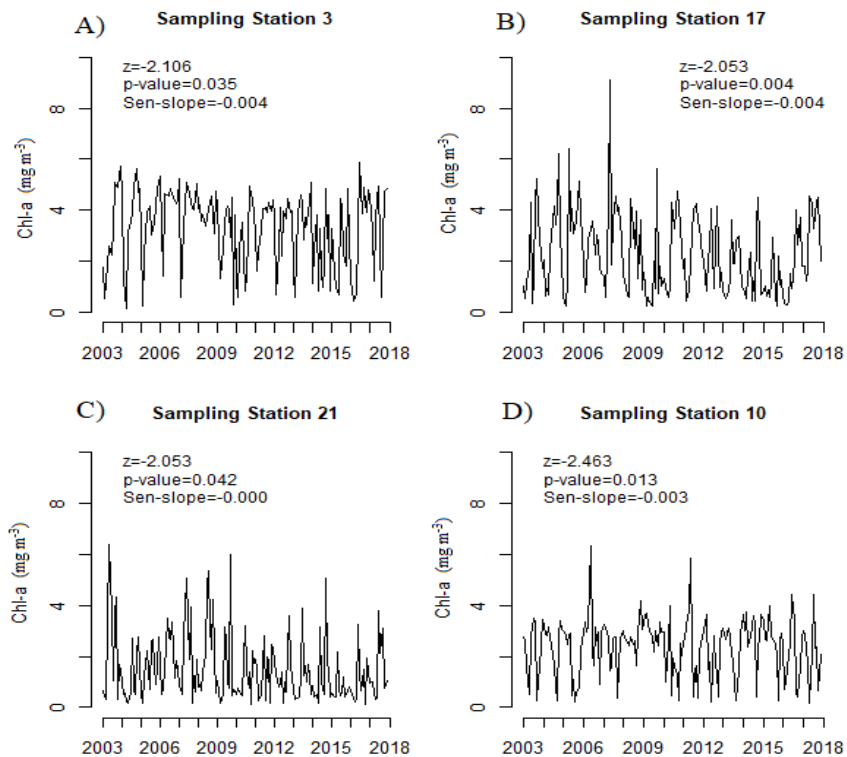 A) Sampling Station 3
z=-2.106
p-value=0.035
Sen-slope=-0.004
Chl-a (mg m-3)
8
4
0
2003 2006 2009 2012 2015 2018
B) Sampling Station 17
z=-2.053
p-value=0.004
Sen-slope=-0.004
Chl-a (mg m-3)
8
4
0
2003 2006 2009 2012 2015 2018
C) Sampling Station 21
z=-2.053
p-value=0.042
Sen-slope=-0.000
Chl-a (mg m-3)
8
4
0
2003 2006 2009 2012 2015 2018
D) Sampling Station 10
z=-2.463
p-value=0.013
Sen-slope=-0.003
Chl-a (mg m-3)
8
4
0
2003 2006 2009 2012 2015 2018